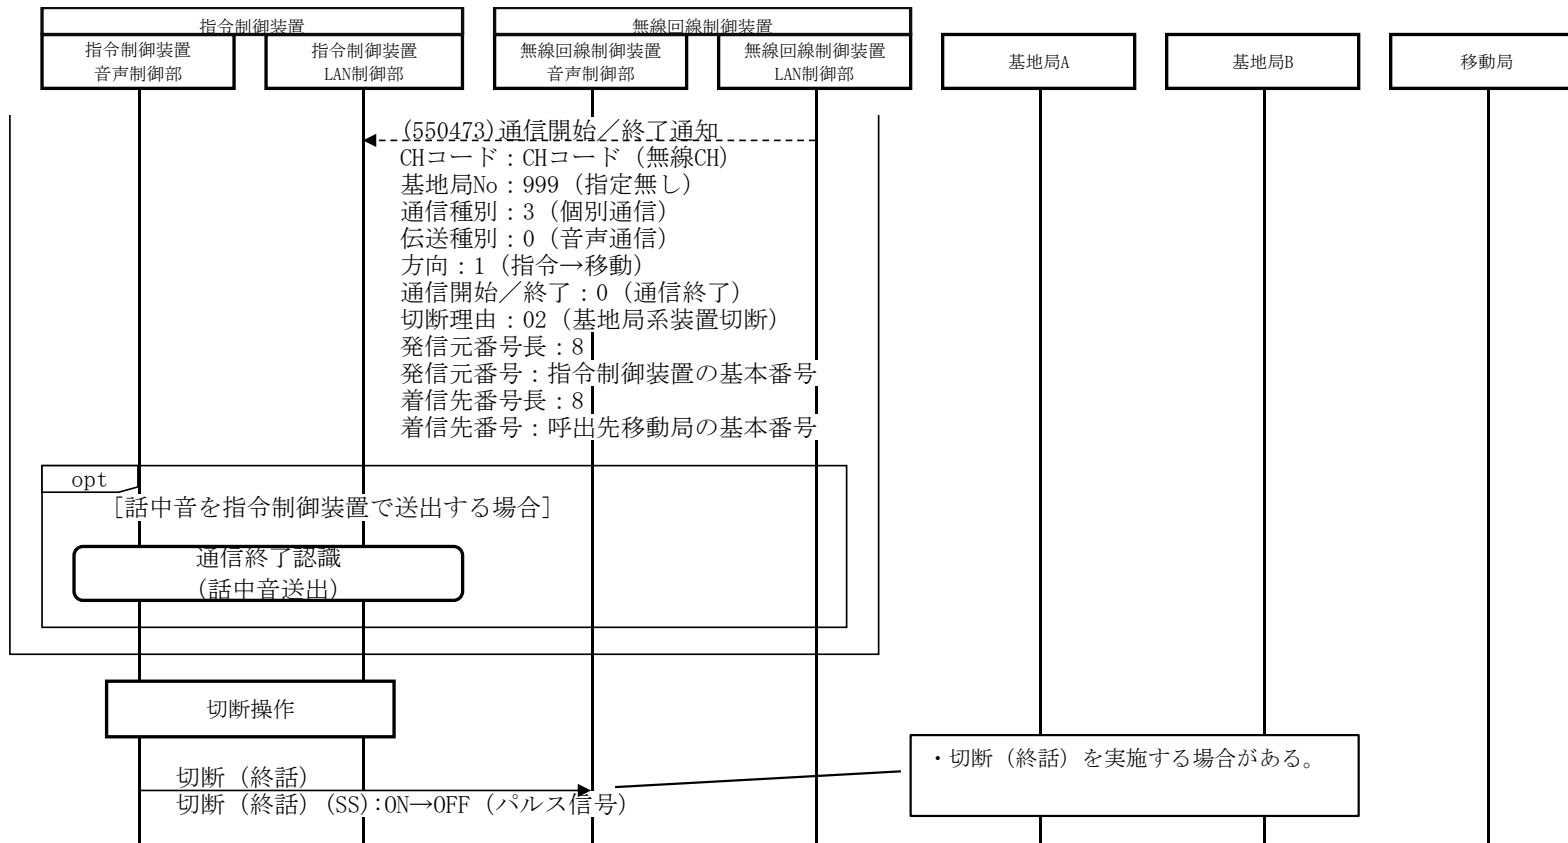 指令制御装置
無線回線制御装置
指令制御装置
音声制御部
指令制御装置
LAN制御部
無線回線制御装置
音声制御部
無線回線制御装置
LAN制御部
基地局A
基地局B
移動局
(550473)通信開始／終了通知
CHコード：CHコード（無線CH）
基地局No：999（指定無し）
通信種別：3（個別通信）
伝送種別：0（音声通信）
方向：1（指令→移動）
通信開始／終了：0（通信終了）
切断理由：02（基地局系装置切断）
発信元番号長：8
発信元番号：指令制御装置の基本番号
着信先番号長：8
着信先番号：呼出先移動局の基本番号
opt
［話中音を指令制御装置で送出する場合］
通信終了認識
（話中音送出）
切断操作
・切断（終話）を実施する場合がある。
切断（終話）
切断（終話）(SS):ON→OFF（パルス信号）